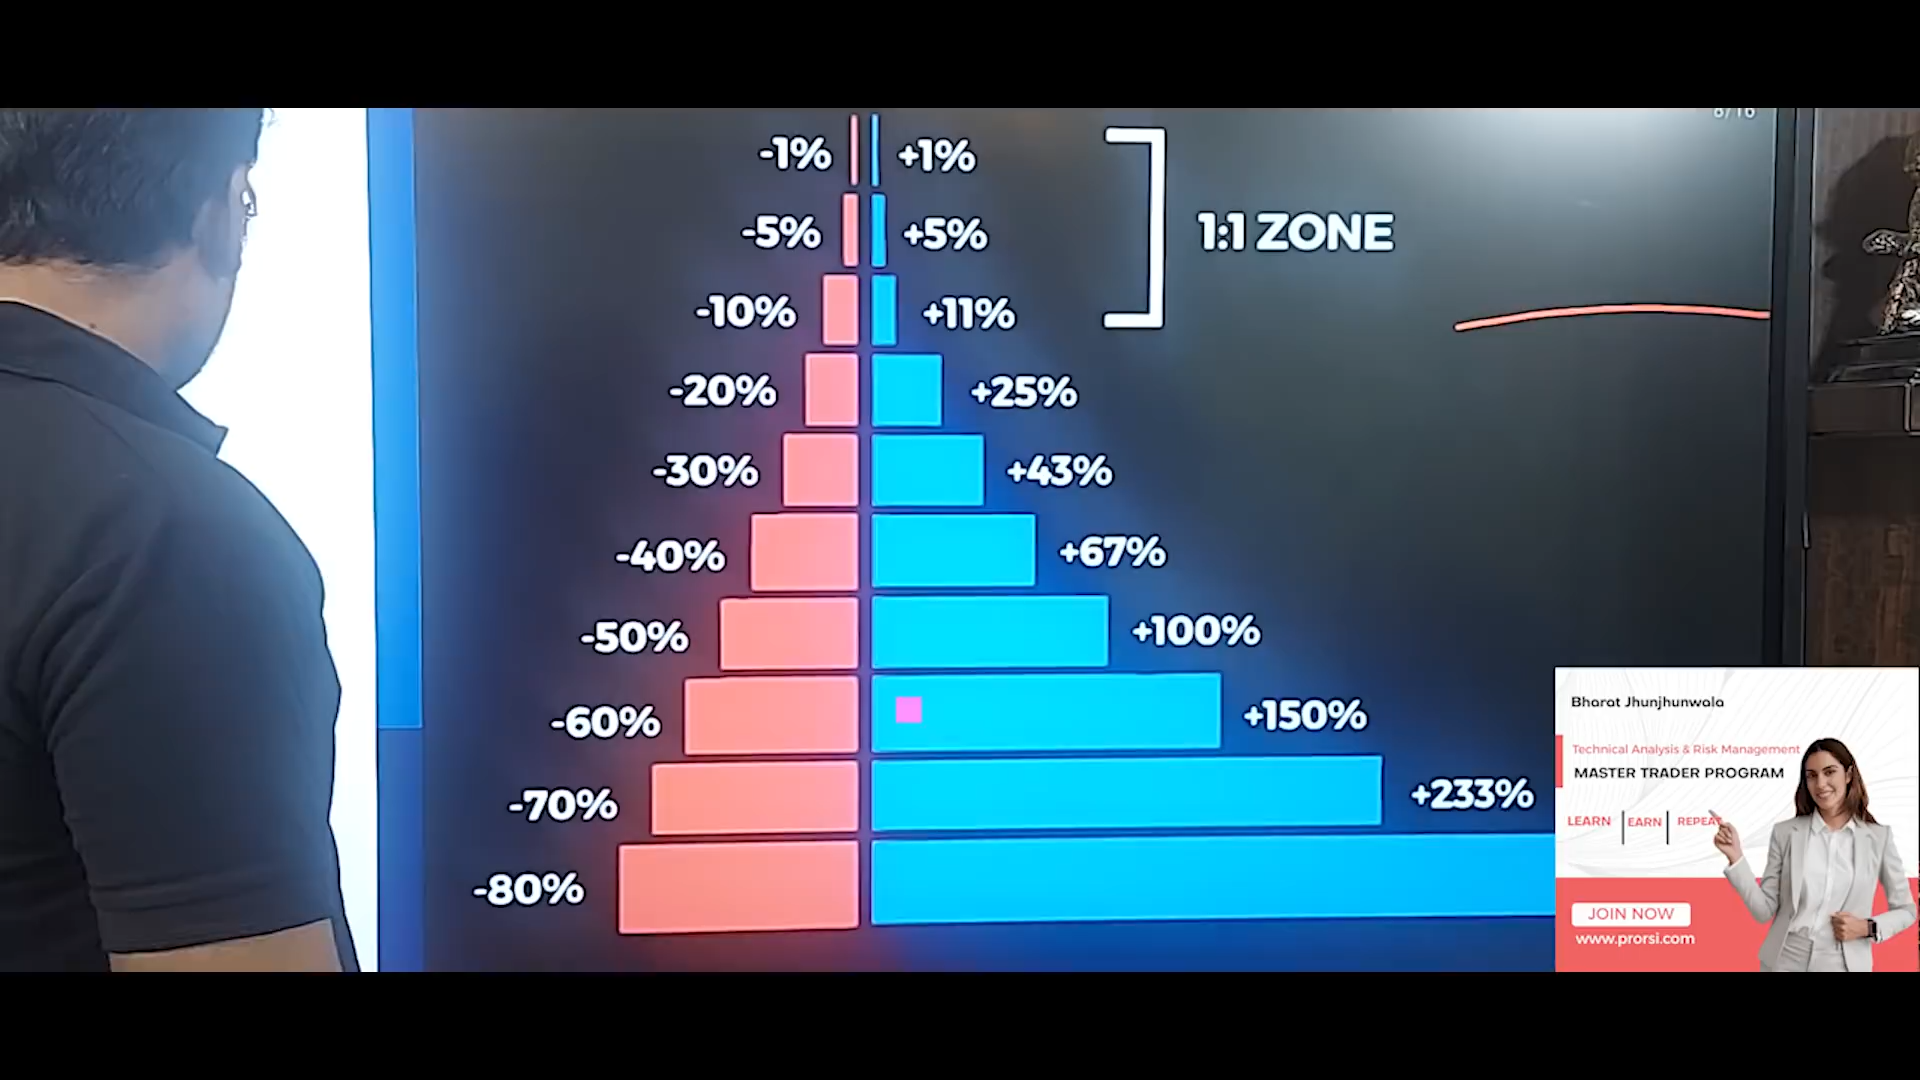 -1% +1%
-5% +5%
1:1 ZONE
-10% +11%
-20% +25%
-30% +43%
-40% +67%
-50% +100%
-60% +150%
-70% +233%
-80%
Bharat Jhunjhunwala
Technical Analysis & Risk Management
MASTER TRADER PROGRAM
LEARN | EARN | REPEAT
JOIN NOW
www.prorsi.com